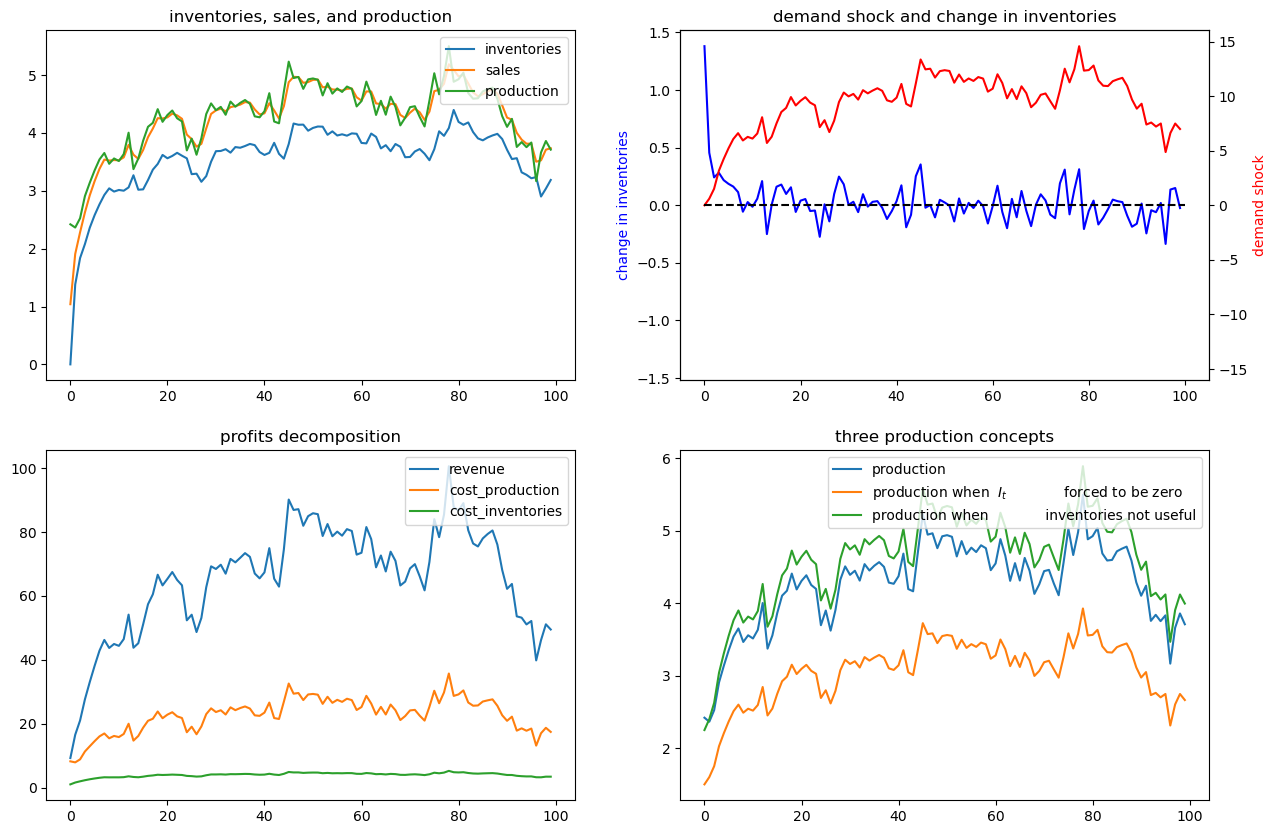 inventories, sales, and production
5
4
3
2
1
0
inventories
sales
production
0 20 40 60 80 100
demand shock and change in inventories
change in inventories
1.5
1.0
0.5
0.0
−0.5
−1.0
−1.5
15
10
5
0
−5
−10
−15
demand shock
0 20 40 60 80 100
profits decomposition
100
80
60
40
20
0
revenue
cost_production
cost_inventories
0 20 40 60 80 100
three production concepts
6
5
4
3
2
production
production when I_t forced to be zero
production when inventories not useful
0 20 40 60 80 100